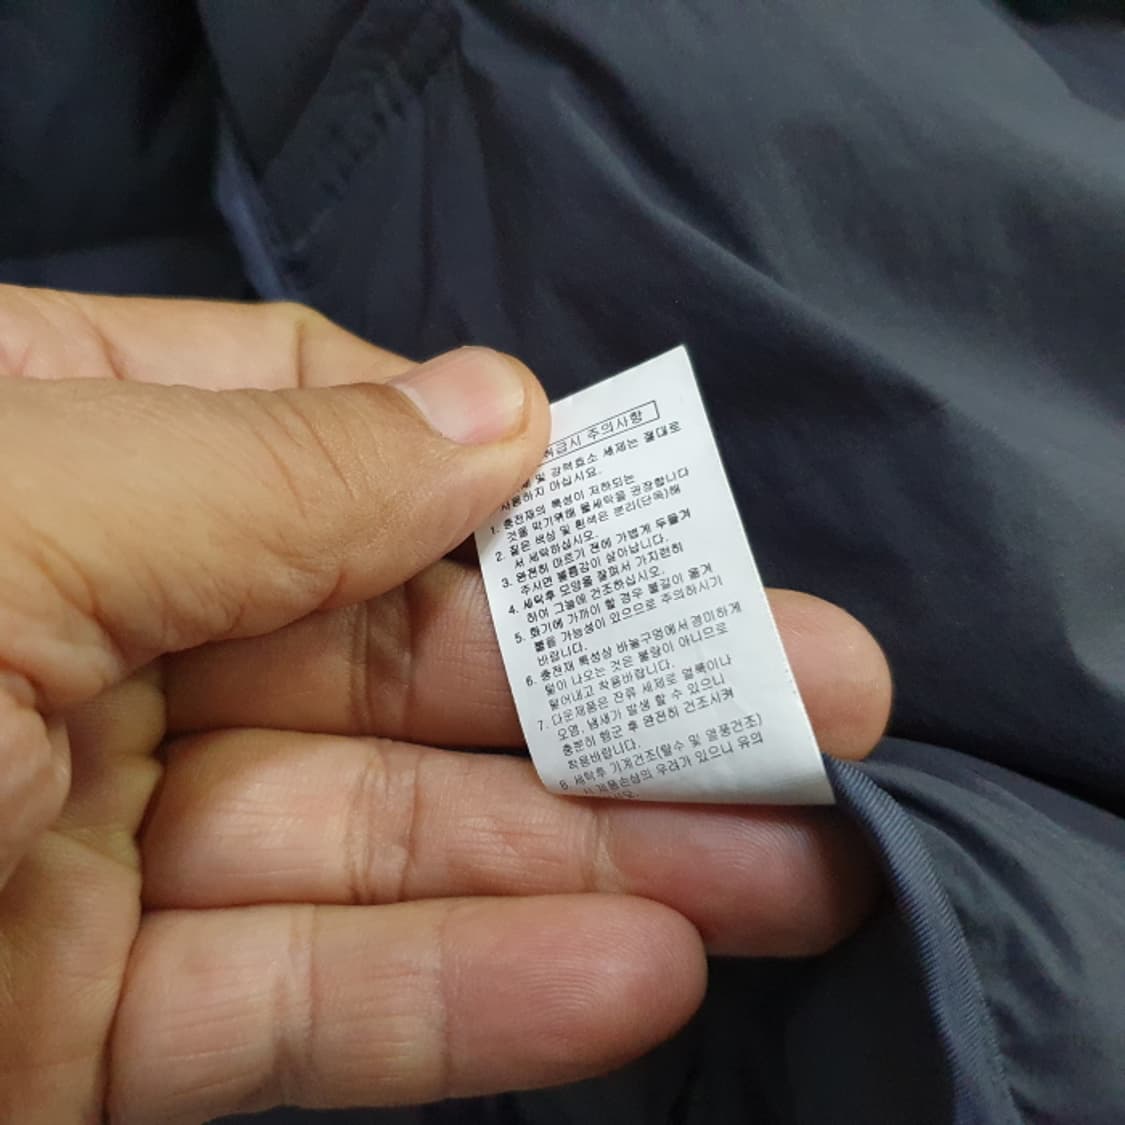 취급시 주의사항
및 강력효소 세제는 절대로
사용하지 마십시요.
1. 충전재의 특성이 저하되는
것을 막기위해 물세탁을 권장합니다
2. 짙은 색상 및 흰색은 분리(단독)해
서 세탁하십시오.
3. 완전히 마르기 전에 가볍게 두들겨
주시면 볼륨감이 살아납니다.
4. 세탁후 모양을 잘펴서 가지런히
하여 그늘에 건조하십시오.
5. 화기에 가까이 할 경우 불길이 옮겨
붙을 가능성이 있으므로 주의하시기
바랍니다.
6. 충전재 특성상 바늘구멍에서 경미하게
털이 나오는 것은 불량이 아니므로
털어내고 착용바랍니다.
7. 다운제품은 잔류 세제로 얼룩이나
오염, 냄새가 발생 할 수 있으니
충분히 헹군 후 완전히 건조시켜
착용바랍니다.
8. 세탁후 기계건조(탈수 및 열풍건조)
시 제품손상의 우려가 있으니 유의